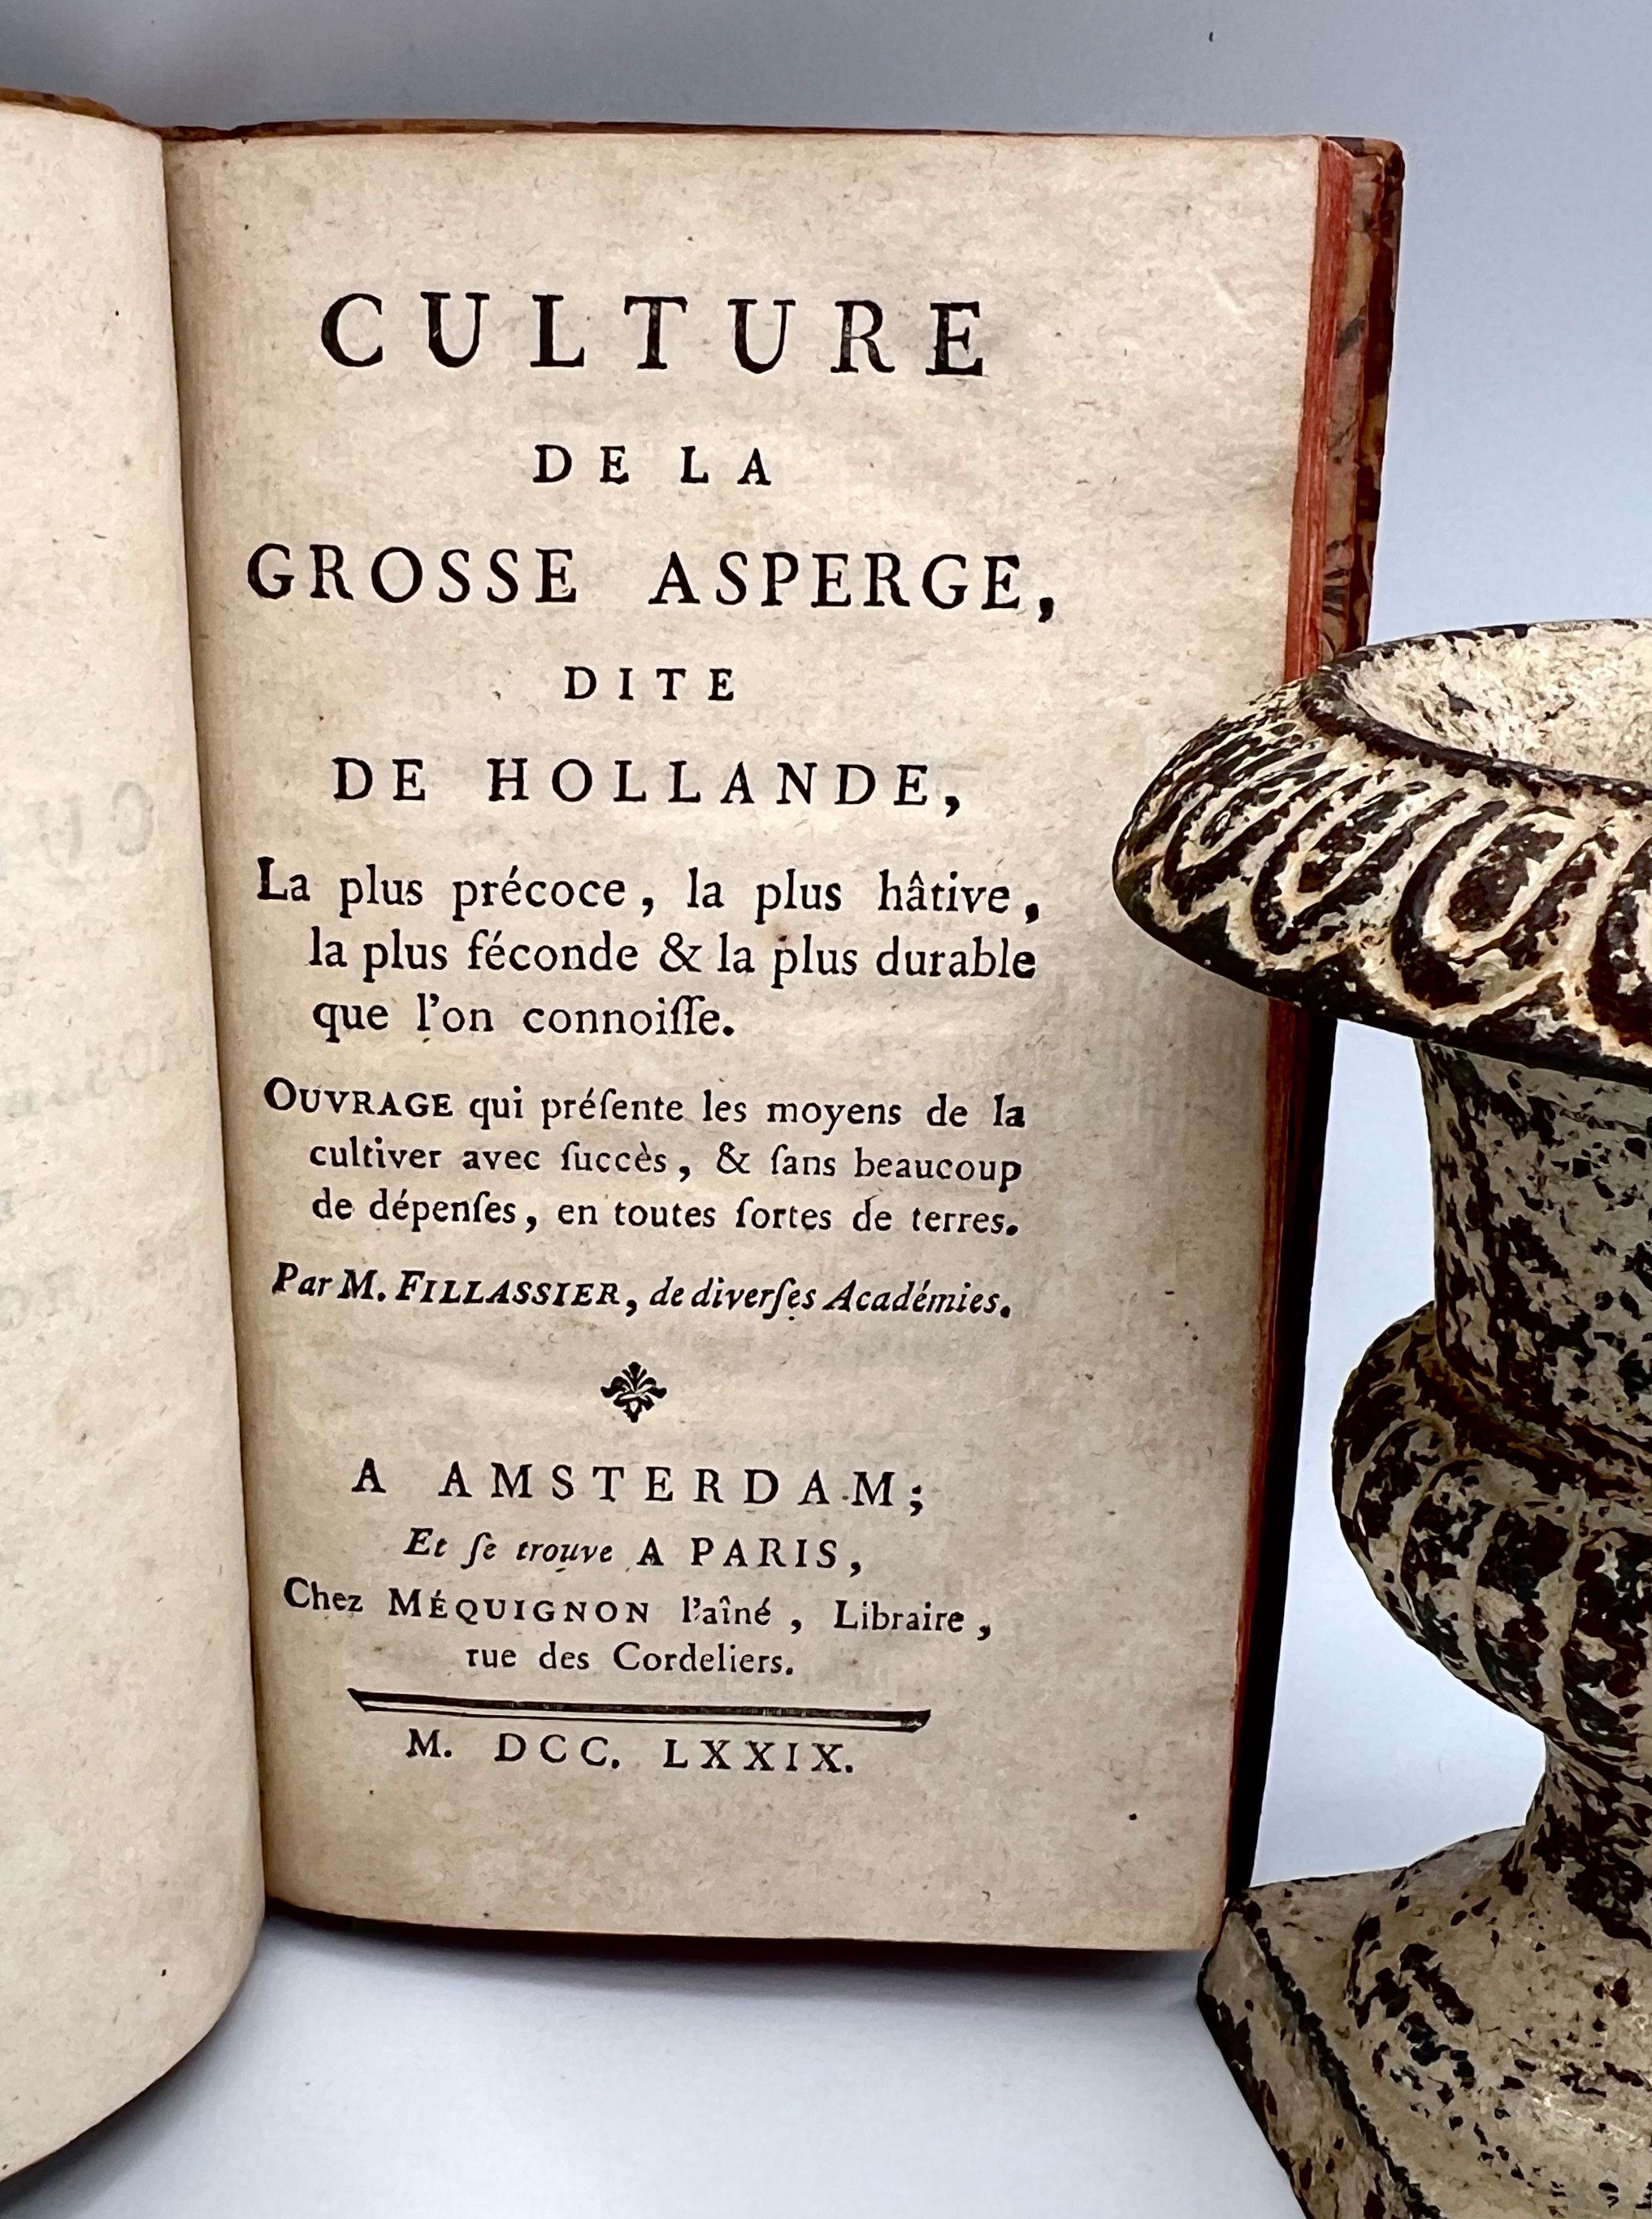 CULTURE
DE LA
GROSSE ASPERGE,
DITE
DE HOLLANDE,
La plus précoce, la plus hâtive,
la plus féconde & la plus durable
que l'on connoiſſe.
OUVRAGE qui préſente les moyens de la
cultiver avec ſuccès, & ſans beaucoup
de dépenſes, en toutes ſortes de terres.
Par M. FILLASSIER, de diverſes Académies.
A AMSTERDAM;
Et ſe trouve A PARIS,
Chez MÉQUIGNON l'aîné, Libraire,
rue des Cordeliers.
M. DCC. LXXIX.